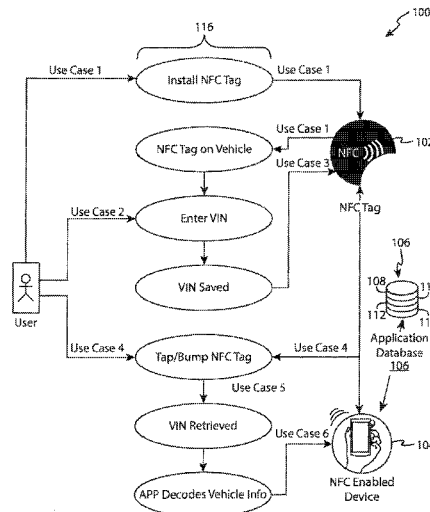 116
100
Use Case 1
Install NFC Tag
Use Case 1
Use Case 1
NFC Tag on Vehicle
NFC
102
Use Case 3
NFC Tag
Use Case 2
Enter VIN
106
VIN Saved
108
112
User
Application
Database
106
Use Case 4
Tap/Bump NFC Tag
Use Case 4
Use Case 5
VIN Retrieved
Use Case 6
104
APP Decodes Vehicle Info
NFC Enabled
Device